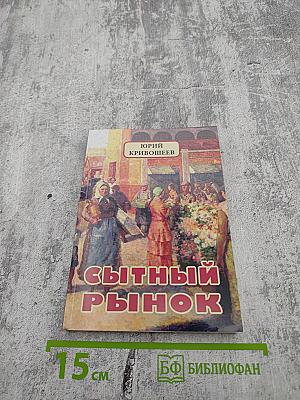 ЮРИЙ
КРИВОШЕЕВ
СЫТНЫЙ
РЫНОК
15 см
БФ БИБЛИОФАН